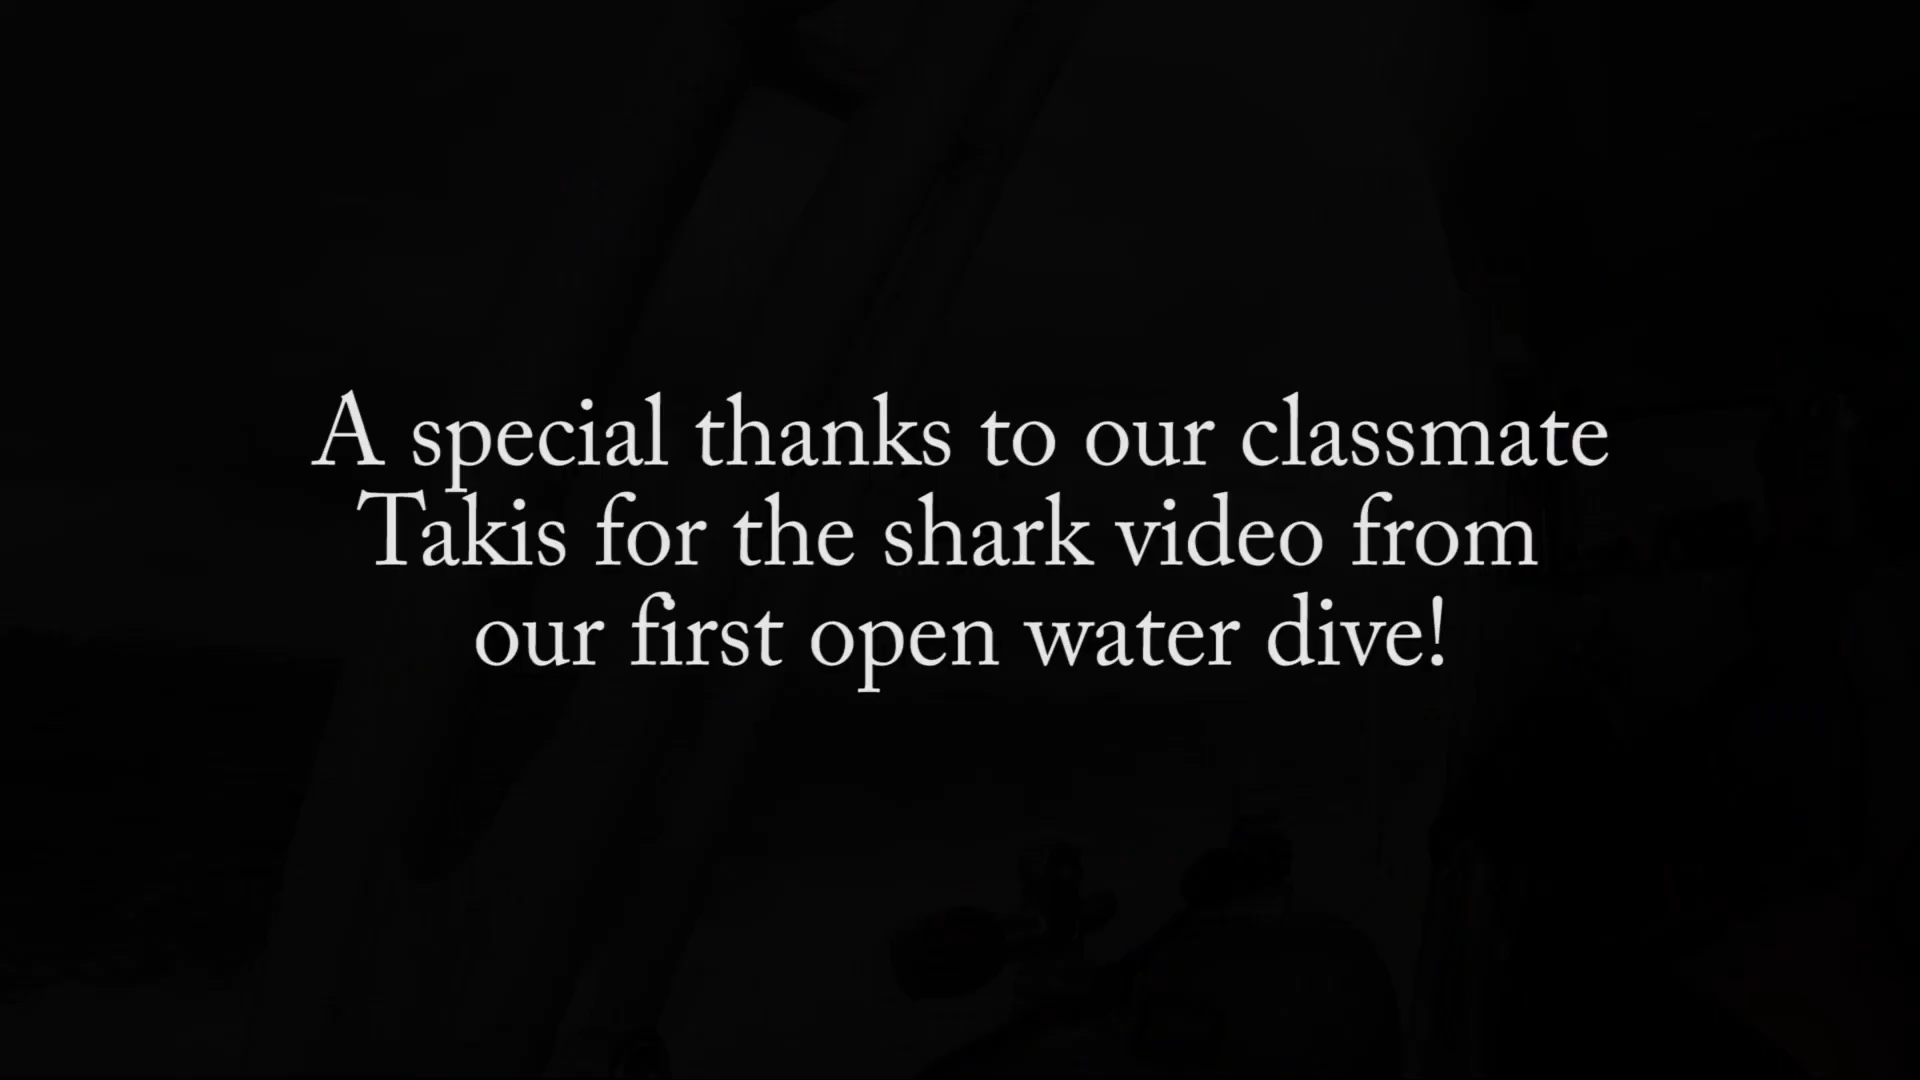 A special thanks to our classmate
Takis for the shark video from
our first open water dive!